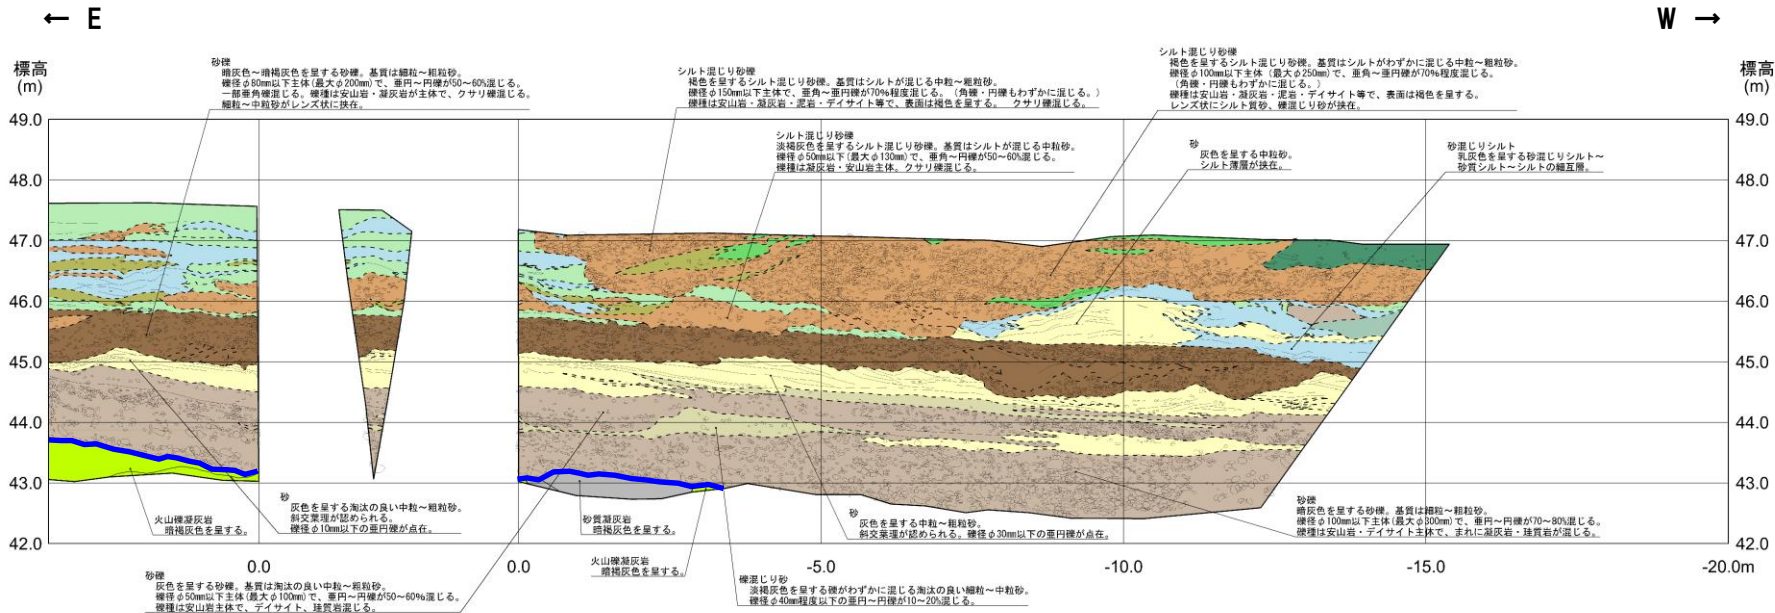 ← E
W →
標高
(m)
標高
(m)
砂礫
暗灰色～暗褐灰色を呈する砂礫。基質は細粒～粗粒砂。
礫径φ80mm以下主体(最大φ200mm)で、亜円～円礫が50～60%混じる。
一部亜角礫混じる。礫種は安山岩・凝灰岩が主体で、クサリ礫混じる。
細粒～中粒砂がレンズ状に挟在。
シルト混じり砂礫
褐色を呈するシルト混じり砂礫。基質はシルトが混じる中粒～粗粒砂。
礫径φ150mm以下主体で、亜角～亜円礫が70%程度混じる。（角礫・円礫もわずかに混じる。）
礫種は安山岩・凝灰岩・泥岩・デイサイト等で、表面は褐色を呈する。 クサリ礫混じる。
シルト混じり砂礫
褐色を呈するシルト混じり砂礫。基質はシルトがわずかに混じる中粒～粗粒砂。
礫径φ100mm以下主体（最大φ250mm)で、亜角～亜円礫が70%程度混じる。
（角礫・円礫もわずかに混じる。）
礫種は安山岩・凝灰岩・泥岩・デイサイト等で、表面は褐色を呈する。
レンズ状にシルト質砂、礫混じり砂が挟在。
シルト混じり砂礫
淡褐灰色を呈するシルト混じり砂礫。基質はシルトが混じる中粒砂。
礫径φ50mm以下(最大φ130mm)で、亜角～円礫が50～60%混じる。
礫種は凝灰岩・安山岩主体。クサリ礫混じる。
砂
灰色を呈する中粒砂。
シルト薄層が挟在。
砂混じりシルト
乳灰色を呈する砂混じりシルト～
砂質シルト～シルトの細互層。
49.0
48.0
47.0
46.0
45.0
44.0
43.0
42.0
49.0
48.0
47.0
46.0
45.0
44.0
43.0
42.0
火山礫凝灰岩
暗褐灰色を呈する。
砂
灰色を呈する淘汰の良い中粒～粗粒砂。
斜交葉理が認められる。
礫径φ10mm以下の亜円礫が点在。
砂質凝灰岩
暗褐灰色を呈する。
砂
灰色を呈する中粒～粗粒砂。
斜交葉理が認められる。礫径φ30mm以下の亜円礫が点在。
砂礫
暗灰色を呈する砂礫。基質は細粒～粗粒砂。
礫径φ100mm以下主体(最大φ300mm)で、亜円～円礫が70～80%混じる。
礫種は安山岩・デイサイト主体で、まれに凝灰岩・珪質岩が混じる。
0.0
0.0
-5.0
-10.0
-15.0
-20.0m
火山礫凝灰岩
暗褐灰色を呈する。
砂礫
灰色を呈する砂礫。基質は淘汰の良い中粒～粗粒砂。
礫径φ50mm以下主体(最大φ100mm)で、亜円～円礫が50～60%混じる。
礫種は安山岩主体で、デイサイト、珪質岩混じる。
礫混じり砂
淡褐灰色を呈する礫がわずかに混じる淘汰の良い細粒～中粒砂。
礫径φ40mm程度以下の亜円～円礫が10～20%混じる。